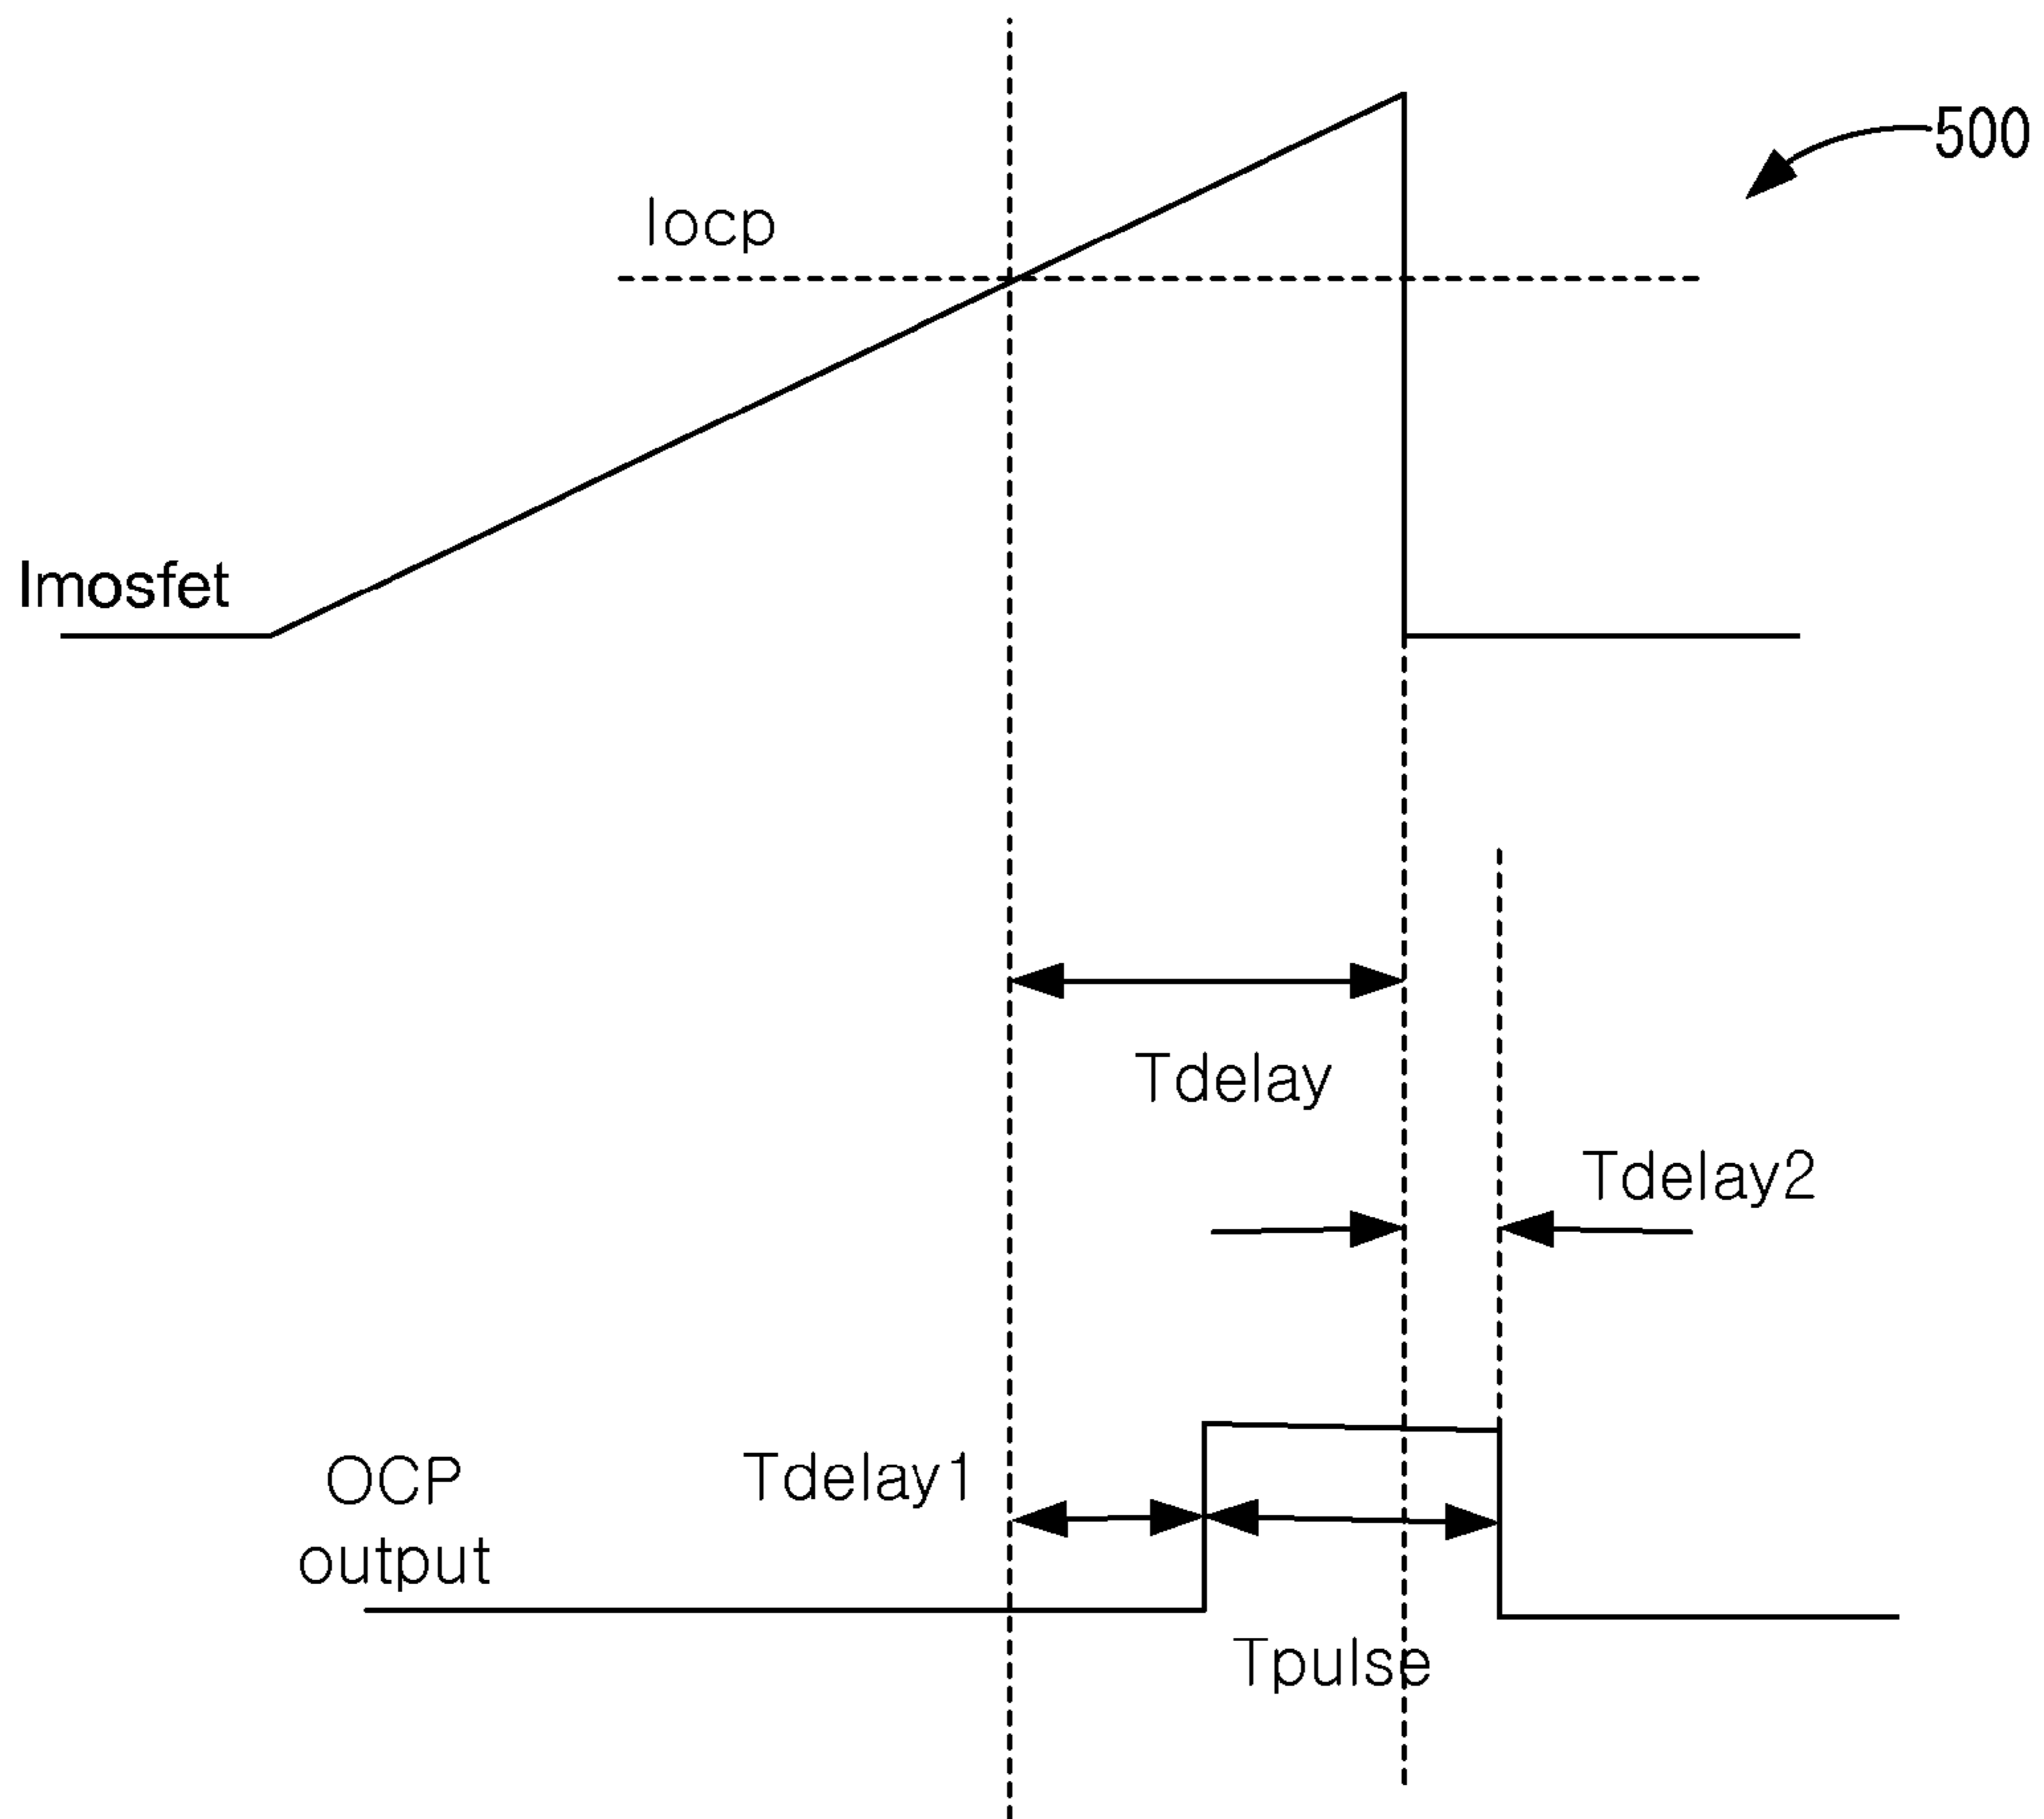 500
Iocp
Imosfet
Tdelay
Tdelay2
Tdelay1
OCP
output
Tpulse